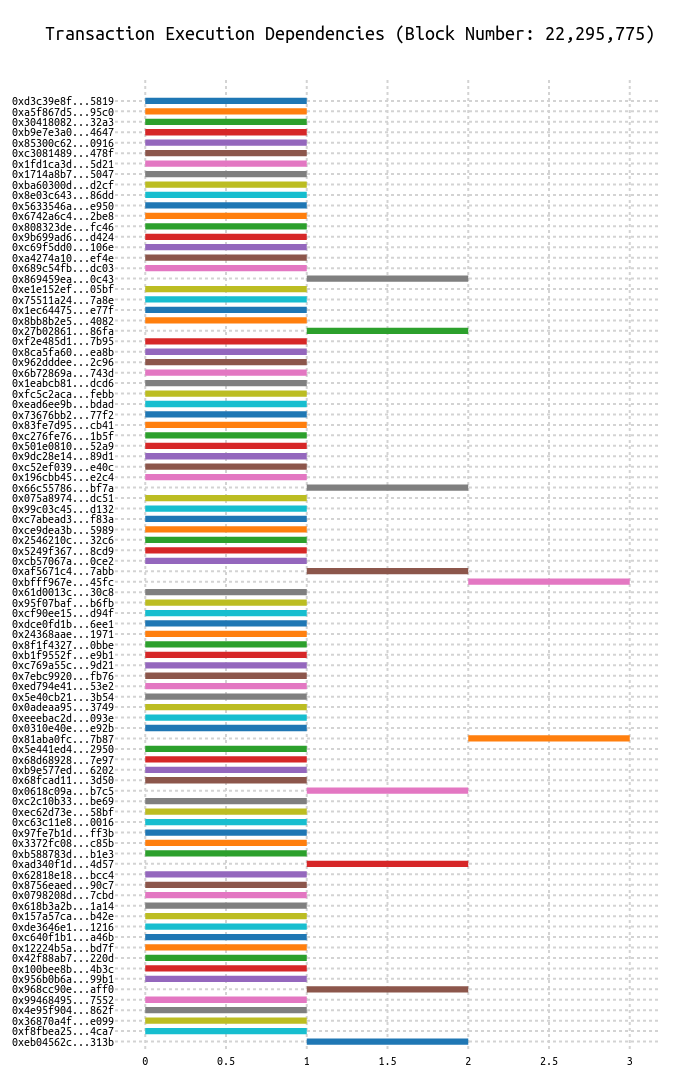 Transaction Execution Dependencies (Block Number: 22,295,775)
0xd3c39e8f...5819
0xa5f867d5...95c0
0x30418082...32a3
0xb9e7e3a0...4647
0x85300c62...0916
0xc3081489...478f
0x1fd1ca3d...5d21
0x1714a8b7...5047
0xba60300d...d2cf
0x8e03c643...86dd
0x5633546a...e950
0x6742a6c4...2be8
0x808323de...fc46
0x9b699ad6...d424
0xc69f5dd0...106e
0xa4274a10...ef4e
0x689c54fb...dc03
0x869459ea...0c43
0xe1e152ef...05bf
0x75511a24...7a8e
0x1ec64475...e77f
0x8bb8b2e5...4082
0x27b02861...86fa
0xf2e485d1...7b95
0x8ca5fa60...ea8b
0x962dddee...2c96
0x6b72869a...743d
0x1eabcb81...dcd6
0xfc5c2aca...febb
0xead6ee9b...bdad
0x73676bb2...77f2
0x83fe7d95...cb41
0xc276fe76...1b5f
0x501e0810...52a9
0x9dc28e14...89d1
0xc52ef039...e40c
0x196cbb45...e2c4
0x66c55786...bf7a
0x075a8974...dc51
0x99c03c45...d132
0xc7abead3...f83a
0xce9dea3b...5989
0x2546210c...32c6
0x5249f367...8cd9
0xcb57067a...0ce2
0xaf5671c4...7abb
0xbfff967e...45fc
0x61d0013c...30c8
0x95f07baf...b6fb
0xcf90ee15...d94f
0xdce0fd1b...6ee1
0x24368aae...1971
0x8f1f4327...0bbe
0xb1f9552f...e9b1
0xc769a55c...9d21
0x7ebc9920...fb76
0xed794e41...53e2
0x5e40cb21...3b54
0x0adeaa95...3749
0xeeebac2d...093e
0x0310e40e...e92b
0x81aba0fc...7b87
0x5e441ed4...2950
0x68d68928...7e97
0xb9e577ed...6202
0x68fcad11...3d50
0x0618c09a...b7c5
0xc2c10b33...be69
0xec62d73e...58bf
0xc63c11e8...0016
0x97fe7b1d...ff3b
0x3372fc08...c85b
0xb588783d...b1e3
0xad340f1d...4d57
0x62818e18...bcc4
0x8756eaed...90c7
0x0798208d...7cbd
0x618b3a2b...1a14
0x157a57ca...b42e
0xde3646e1...1216
0xc640f1b1...a46b
0x12224b5a...bd7f
0x42f88ab7...220d
0x100bee8b...4b3c
0x956b0b6a...99b1
0x968cc90e...aff0
0x99468495...7552
0x4e95f904...862f
0x36870a4f...e099
0xf8fbea25...4ca7
0xeb04562c...313b
0 0.5 1 1.5 2 2.5 3